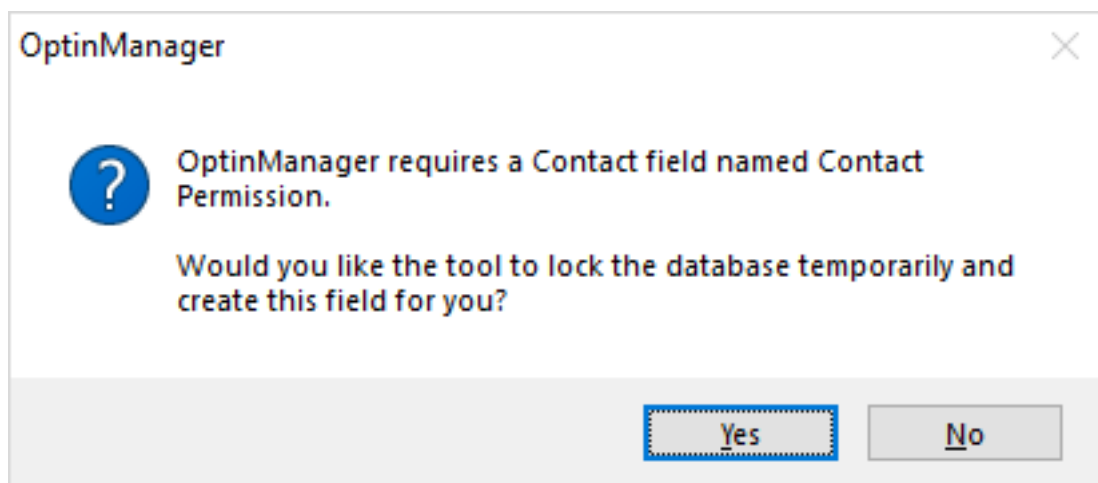 OptinManager
?
OptinManager requires a Contact field named Contact
Permission.
Would you like the tool to lock the database temporarily and
create this field for you?
Yes
No